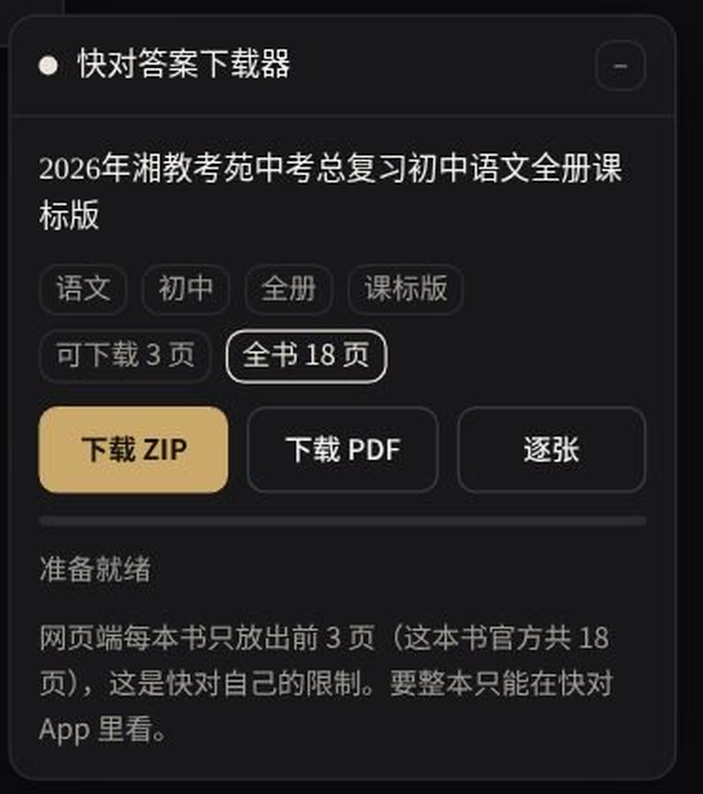 快对答案下载器
−
2026年湘教考苑中考总复习初中语文全册课
标版
语文 初中 全册 课标版
可下载 3 页 全书 18 页
下载 ZIP 下载 PDF 逐张
准备就绪
网页端每本书只放出前 3 页（这本书官方共 18
页），这是快对自己的限制。要整本只能在快对
App 里看。